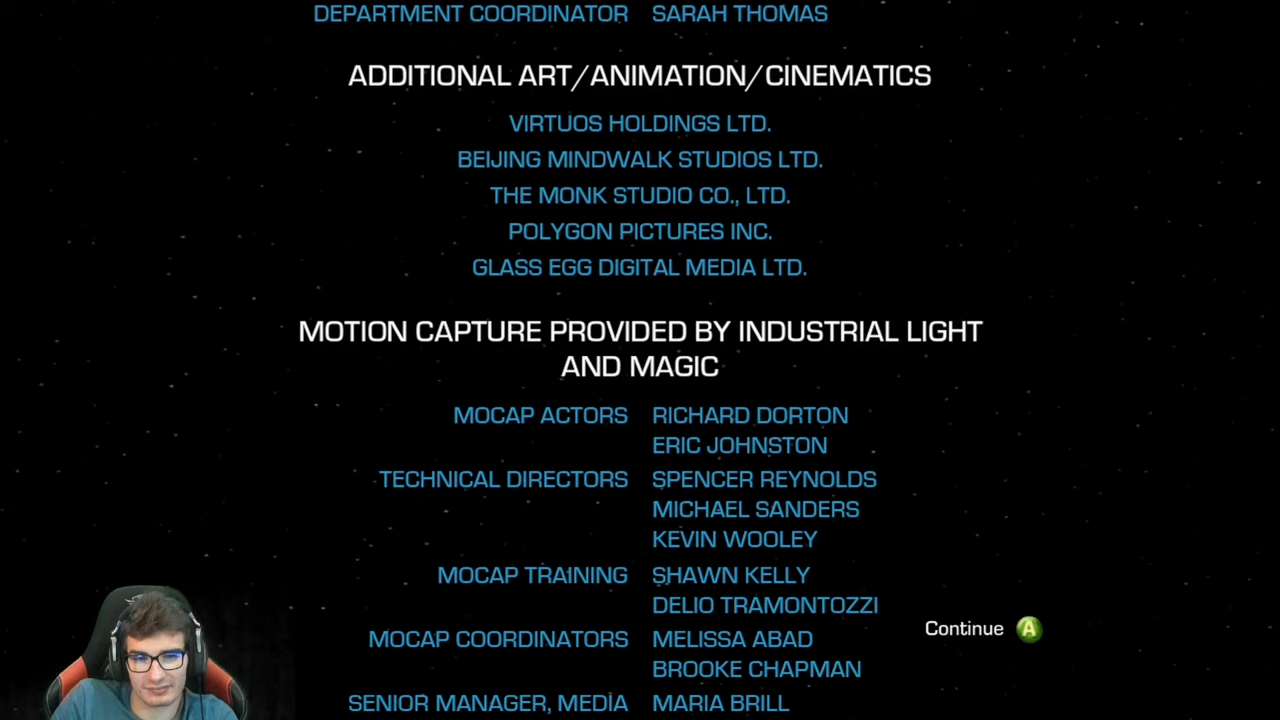 DEPARTMENT COORDINATOR SARAH THOMAS
ADDITIONAL ART/ANIMATION/CINEMATICS
VIRTUOS HOLDINGS LTD.
BEIJING MINDWALK STUDIOS LTD.
THE MONK STUDIO CO., LTD.
POLYGON PICTURES INC.
GLASS EGG DIGITAL MEDIA LTD.
MOTION CAPTURE PROVIDED BY INDUSTRIAL LIGHT
AND MAGIC
MOCAP ACTORS RICHARD DORTON
ERIC JOHNSTON
TECHNICAL DIRECTORS SPENCER REYNOLDS
MICHAEL SANDERS
KEVIN WOOLEY
MOCAP TRAINING SHAWN KELLY
DELIO TRAMONTOZZI
Continue A
MOCAP COORDINATORS MELISSA ABAD
BROOKE CHAPMAN
SENIOR MANAGER, MEDIA MARIA BRILL